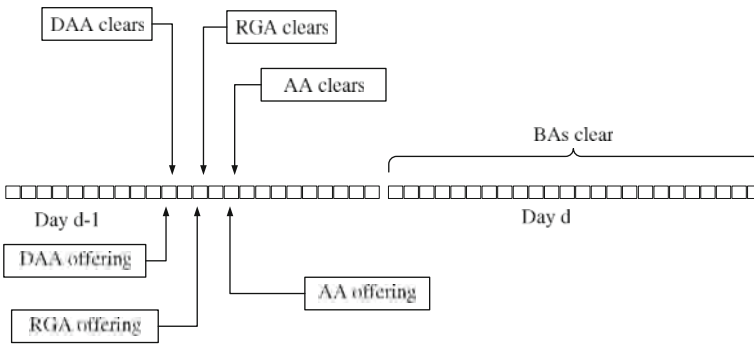 DAA clears
RGA clears
AA clears
BAs clear
Day d-1
Day d
DAA offering
AA offering
RGA offering